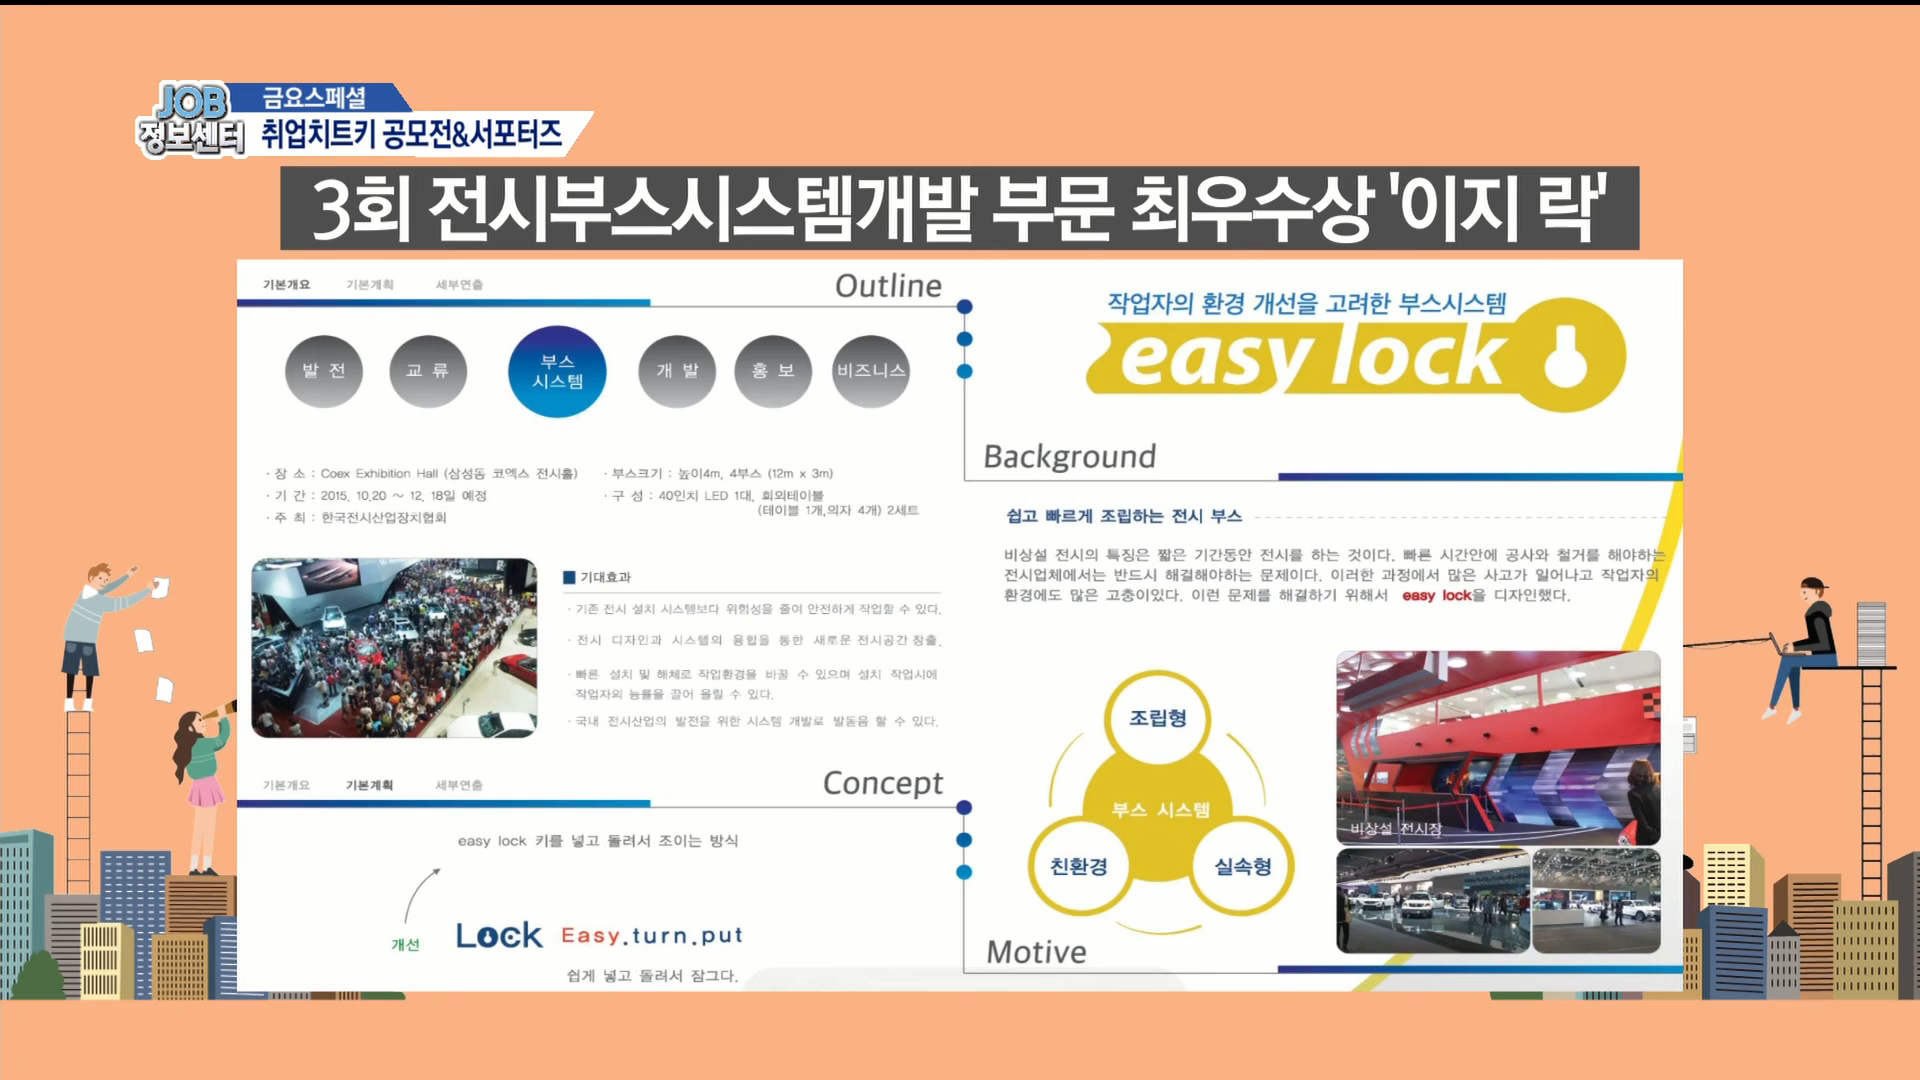 JOB
정보센터
금요스페셜
취업치트키 공모전&서포터즈
3회 전시부스시스템개발 부문 최우수상 '이지 락'
기본개요 기본계획 세부연출
Outline
발 전
교 류
부스
시스템
개 발
홍 보
비즈니스
· 장 소 : Coex Exhibition Hall (삼성동 코엑스 전시홀)
· 기 간 : 2015. 10.20 ~ 12. 18일 예정
· 주 최 : 한국전시산업장치협회
· 부스크기 : 높이4m, 4부스 (12m x 3m)
· 구 성 : 40인치 LED 1대, 회의테이블
(테이블 1개,의자 4개) 2세트
기대효과
· 기존 전시 설치 시스템보다 위험성을 줄여 안전하게 작업할 수 있다.
· 전시 디자인과 시스템의 융합을 통한 새로운 전시공간 창출.
· 빠른 설치 및 해체로 작업환경을 바꿀 수 있으며 설치 작업시에
작업자의 능률을 끌어 올릴 수 있다.
· 국내 전시산업의 발전을 위한 시스템 개발로 발돋움 할 수 있다.
기본개요 기본계획 세부연출
Concept
easy lock 키를 넣고 돌려서 조이는 방식
개선
Lock Easy.turn.put
쉽게 넣고 돌려서 잠그다.
작업자의 환경 개선을 고려한 부스시스템
easy lock
Background
쉽고 빠르게 조립하는 전시 부스
비상설 전시의 특징은 짧은 기간동안 전시를 하는 것이다. 빠른 시간안에 공사와 철거를 해야하는
전시업체에서는 반드시 해결해야하는 문제이다. 이러한 과정에서 많은 사고가 일어나고 작업자의
환경에도 많은 고충이있다. 이런 문제를 해결하기 위해서 easy lock을 디자인했다.
조립형
부스 시스템
친환경
실속형
비상설 전시장
Motive